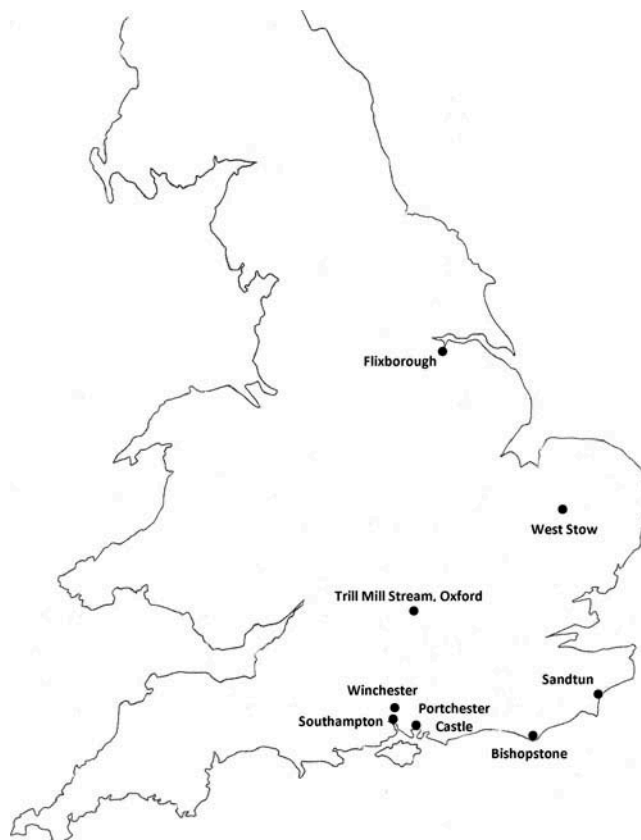 Flixborough
West Stow
Trill Mill Stream, Oxford
Sandtun
Winchester
Southampton
Portchester
Castle
Bishopstone